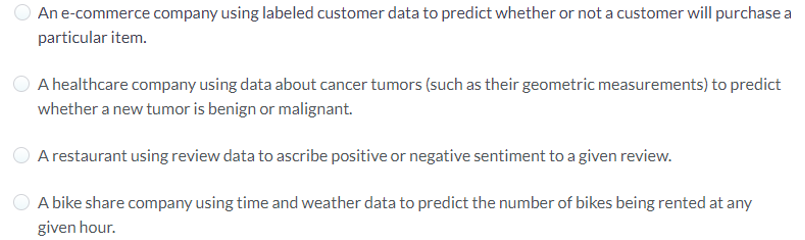 An e-commerce company using labeled customer data to predict whether or not a customer will purchase a
particular item.
A healthcare company using data about cancer tumors (such as their geometric measurements) to predict
whether a new tumor is benign or malignant.
A restaurant using review data to ascribe positive or negative sentiment to a given review.
A bike share company using time and weather data to predict the number of bikes being rented at any
given hour.